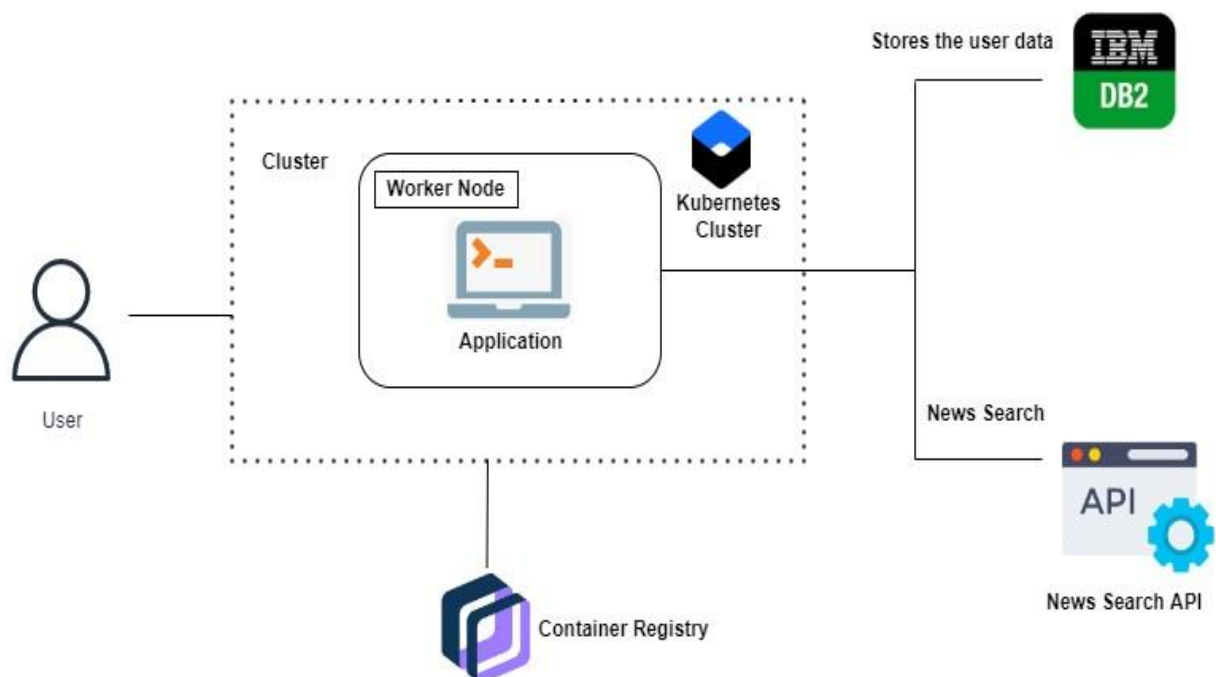 Stores the user data
IBM
DB2
Cluster
Worker Node
Kubernetes
Cluster
Application
User
News Search
API
News Search API
Container Registry